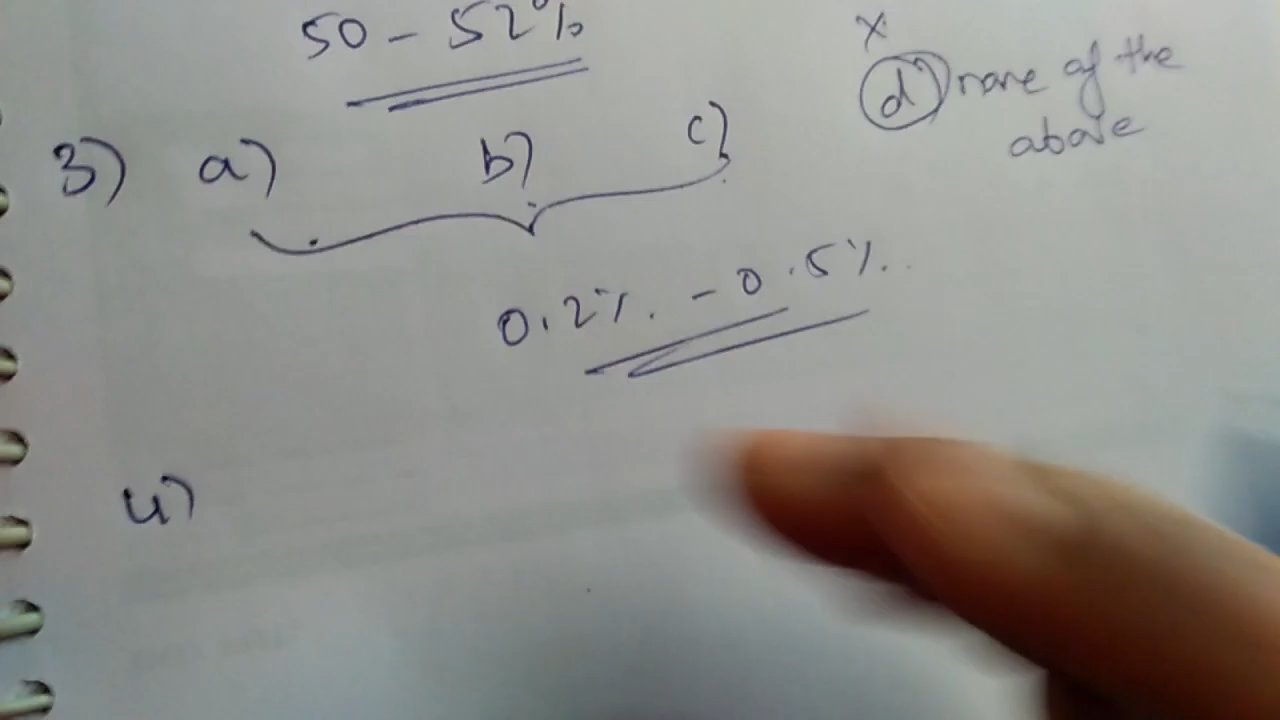 50 - 52%
x
d) none of the
above
3) a) b) c)
0.2%. - 0.5%.
4)